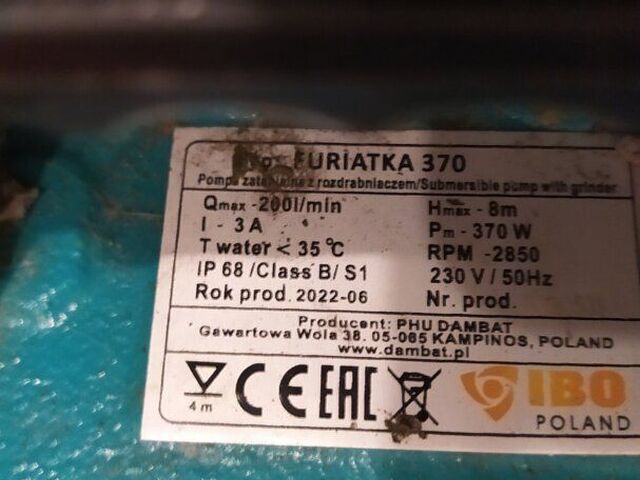 FURIATKA 370
Pompa zatapialna z rozdrabniaczem/Submersible pump with grinder
Qmax -200l/min
Hmax - 8m
I - 3 A
Pm - 370 W
T water < 35°C
RPM -2850
IP 68 /Class B/ S1
230 V / 50Hz
Rok prod. 2022-06
Nr. prod.
Producent: PHU DAMBAT
Gawartowa Wola 38. 05-085 KAMPINOS, POLAND
www.dambat.pl
4 m
CE EAC
IBO
POLAND